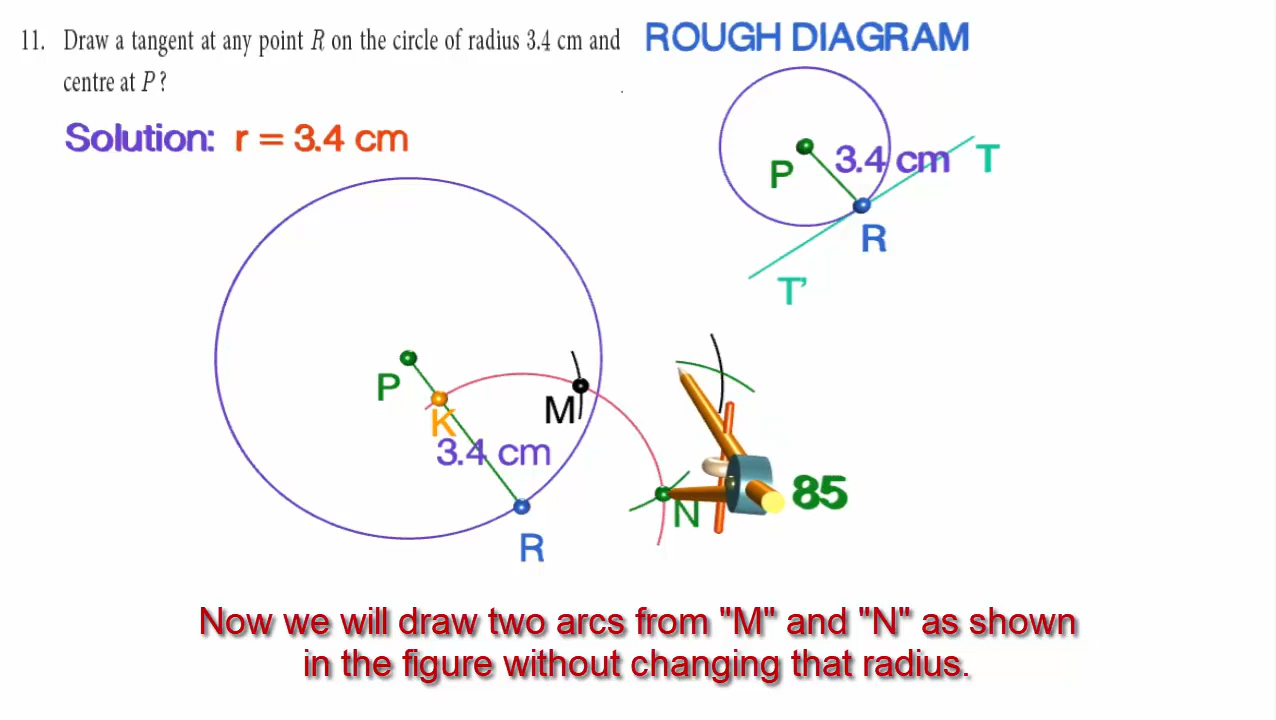 11. Draw a tangent at any point R on the circle of radius 3.4 cm and
centre at P?
ROUGH DIAGRAM
Solution: r = 3.4 cm
P
3.4 cm
T
R
T'
P
K
M
3.4 cm
N
85
R
Now we will draw two arcs from "M" and "N" as shown
in the figure without changing that radius.